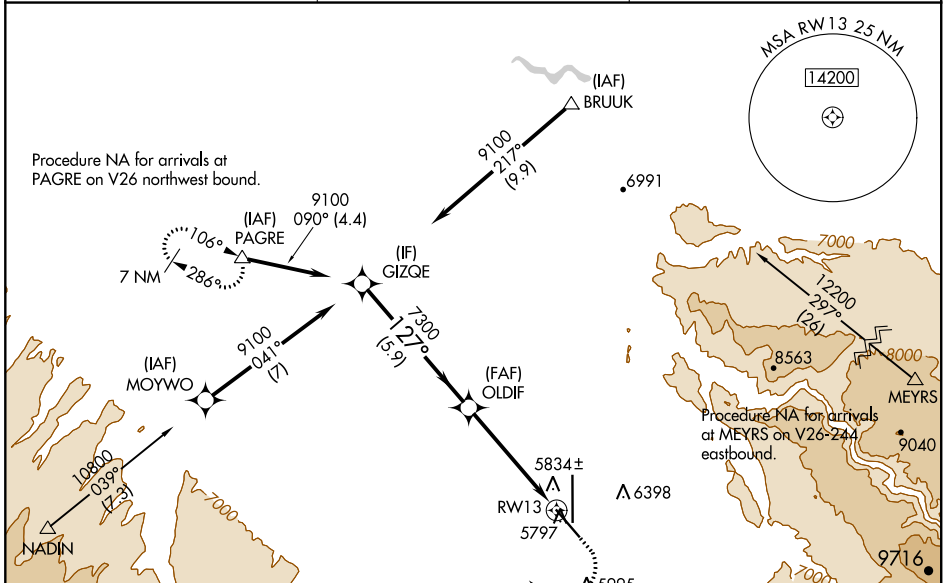 MSA RW13 25 NM
14200
(IAF)
BRUUK
9100
217°
(9.9)
Procedure NA for arrivals at
PAGRE on V26 northwest bound.
6991
9100
090° (4.4)
(IAF)
PAGRE
106°
286°
7 NM
(IF)
GIZQE
7000
12200
297°
(26)
7300
127°
(5.9)
9100
041°
(7)
(IAF)
MOYWO
8000
8563
MEYRS
(FAF)
OLDIF
Procedure NA for arrivals
at MEYRS on V26-244
eastbound.
9040
10800
039°
(7.3)
NADIN
7000
5834±
6398
RW13
5797
9716
7000